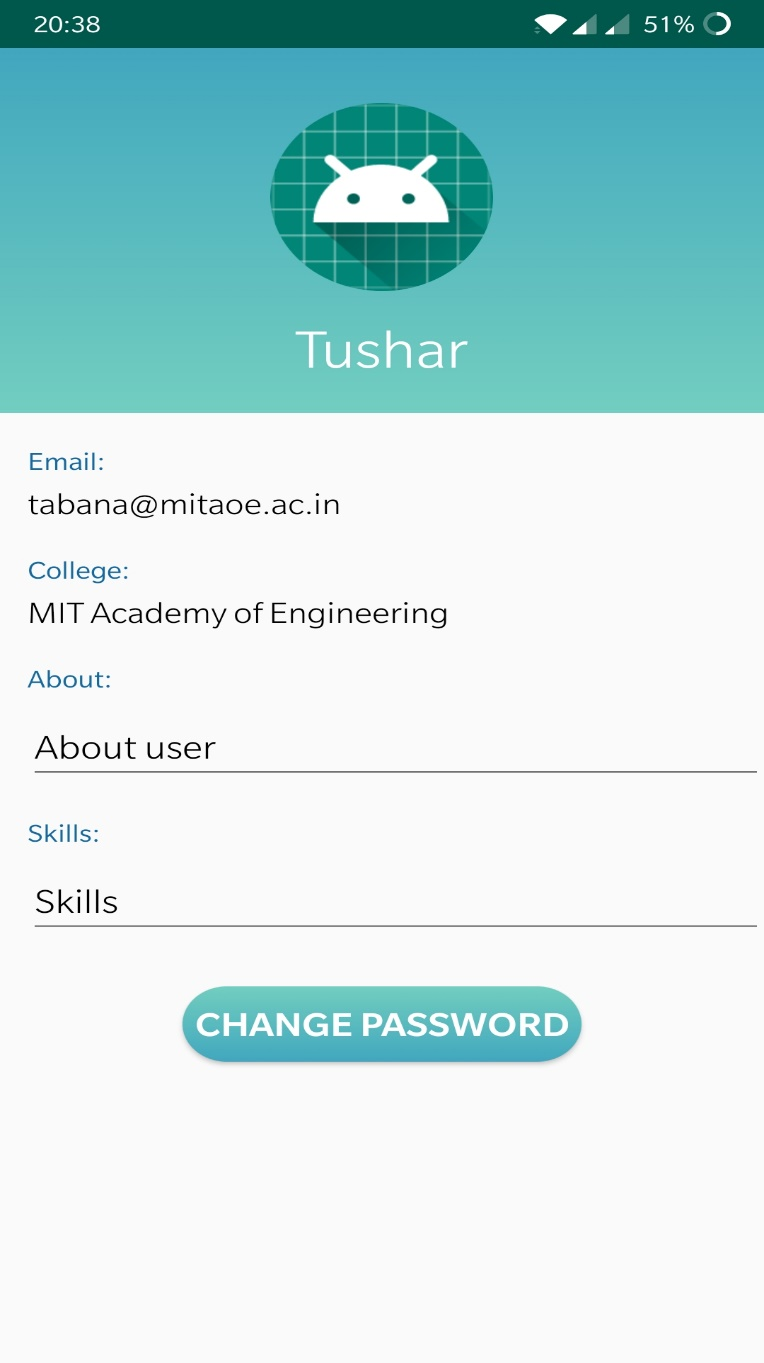 20:38 51%
Tushar
Email:
tabana@mitaoe.ac.in
College:
MIT Academy of Engineering
About:
About user
Skills:
Skills
CHANGE PASSWORD